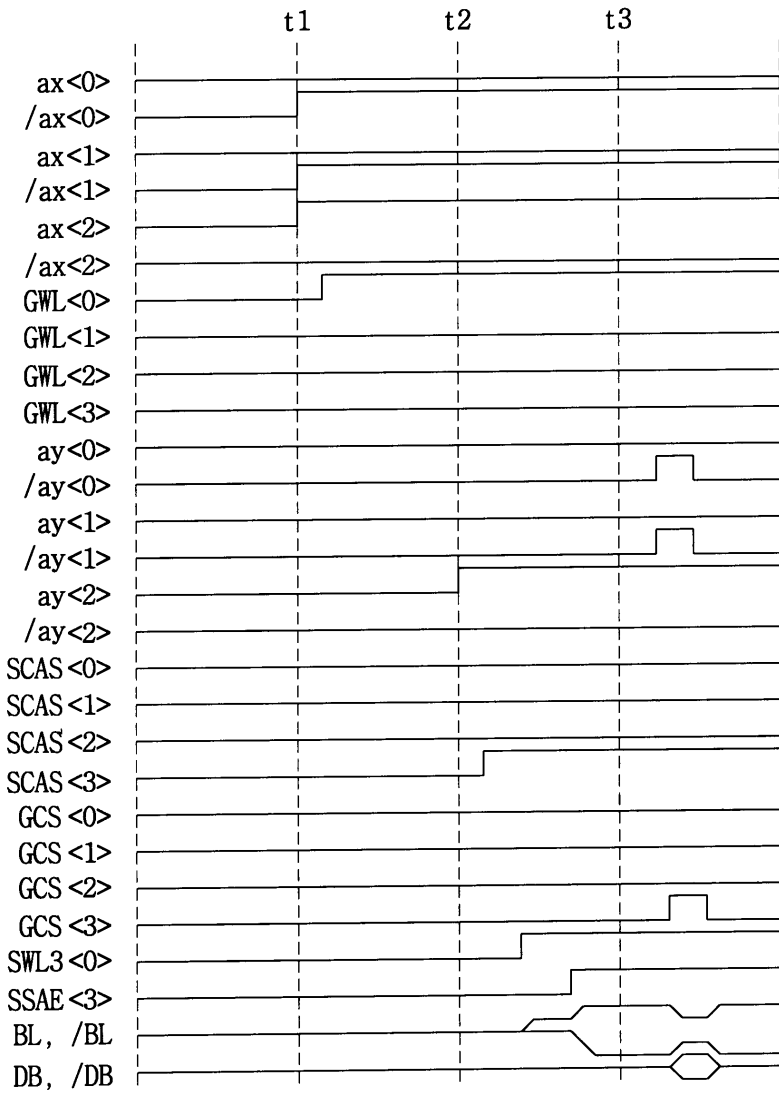 t1 t2 t3
ax<0>
/ax<0>
ax<1>
/ax<1>
ax<2>
/ax<2>
GWL<0>
GWL<1>
GWL<2>
GWL<3>
ay<0>
/ay<0>
ay<1>
/ay<1>
ay<2>
/ay<2>
SCAS<0>
SCAS<1>
SCAS<2>
SCAS<3>
GCS<0>
GCS<1>
GCS<2>
GCS<3>
SWL3<0>
SSAE<3>
BL, /BL
DB, /DB